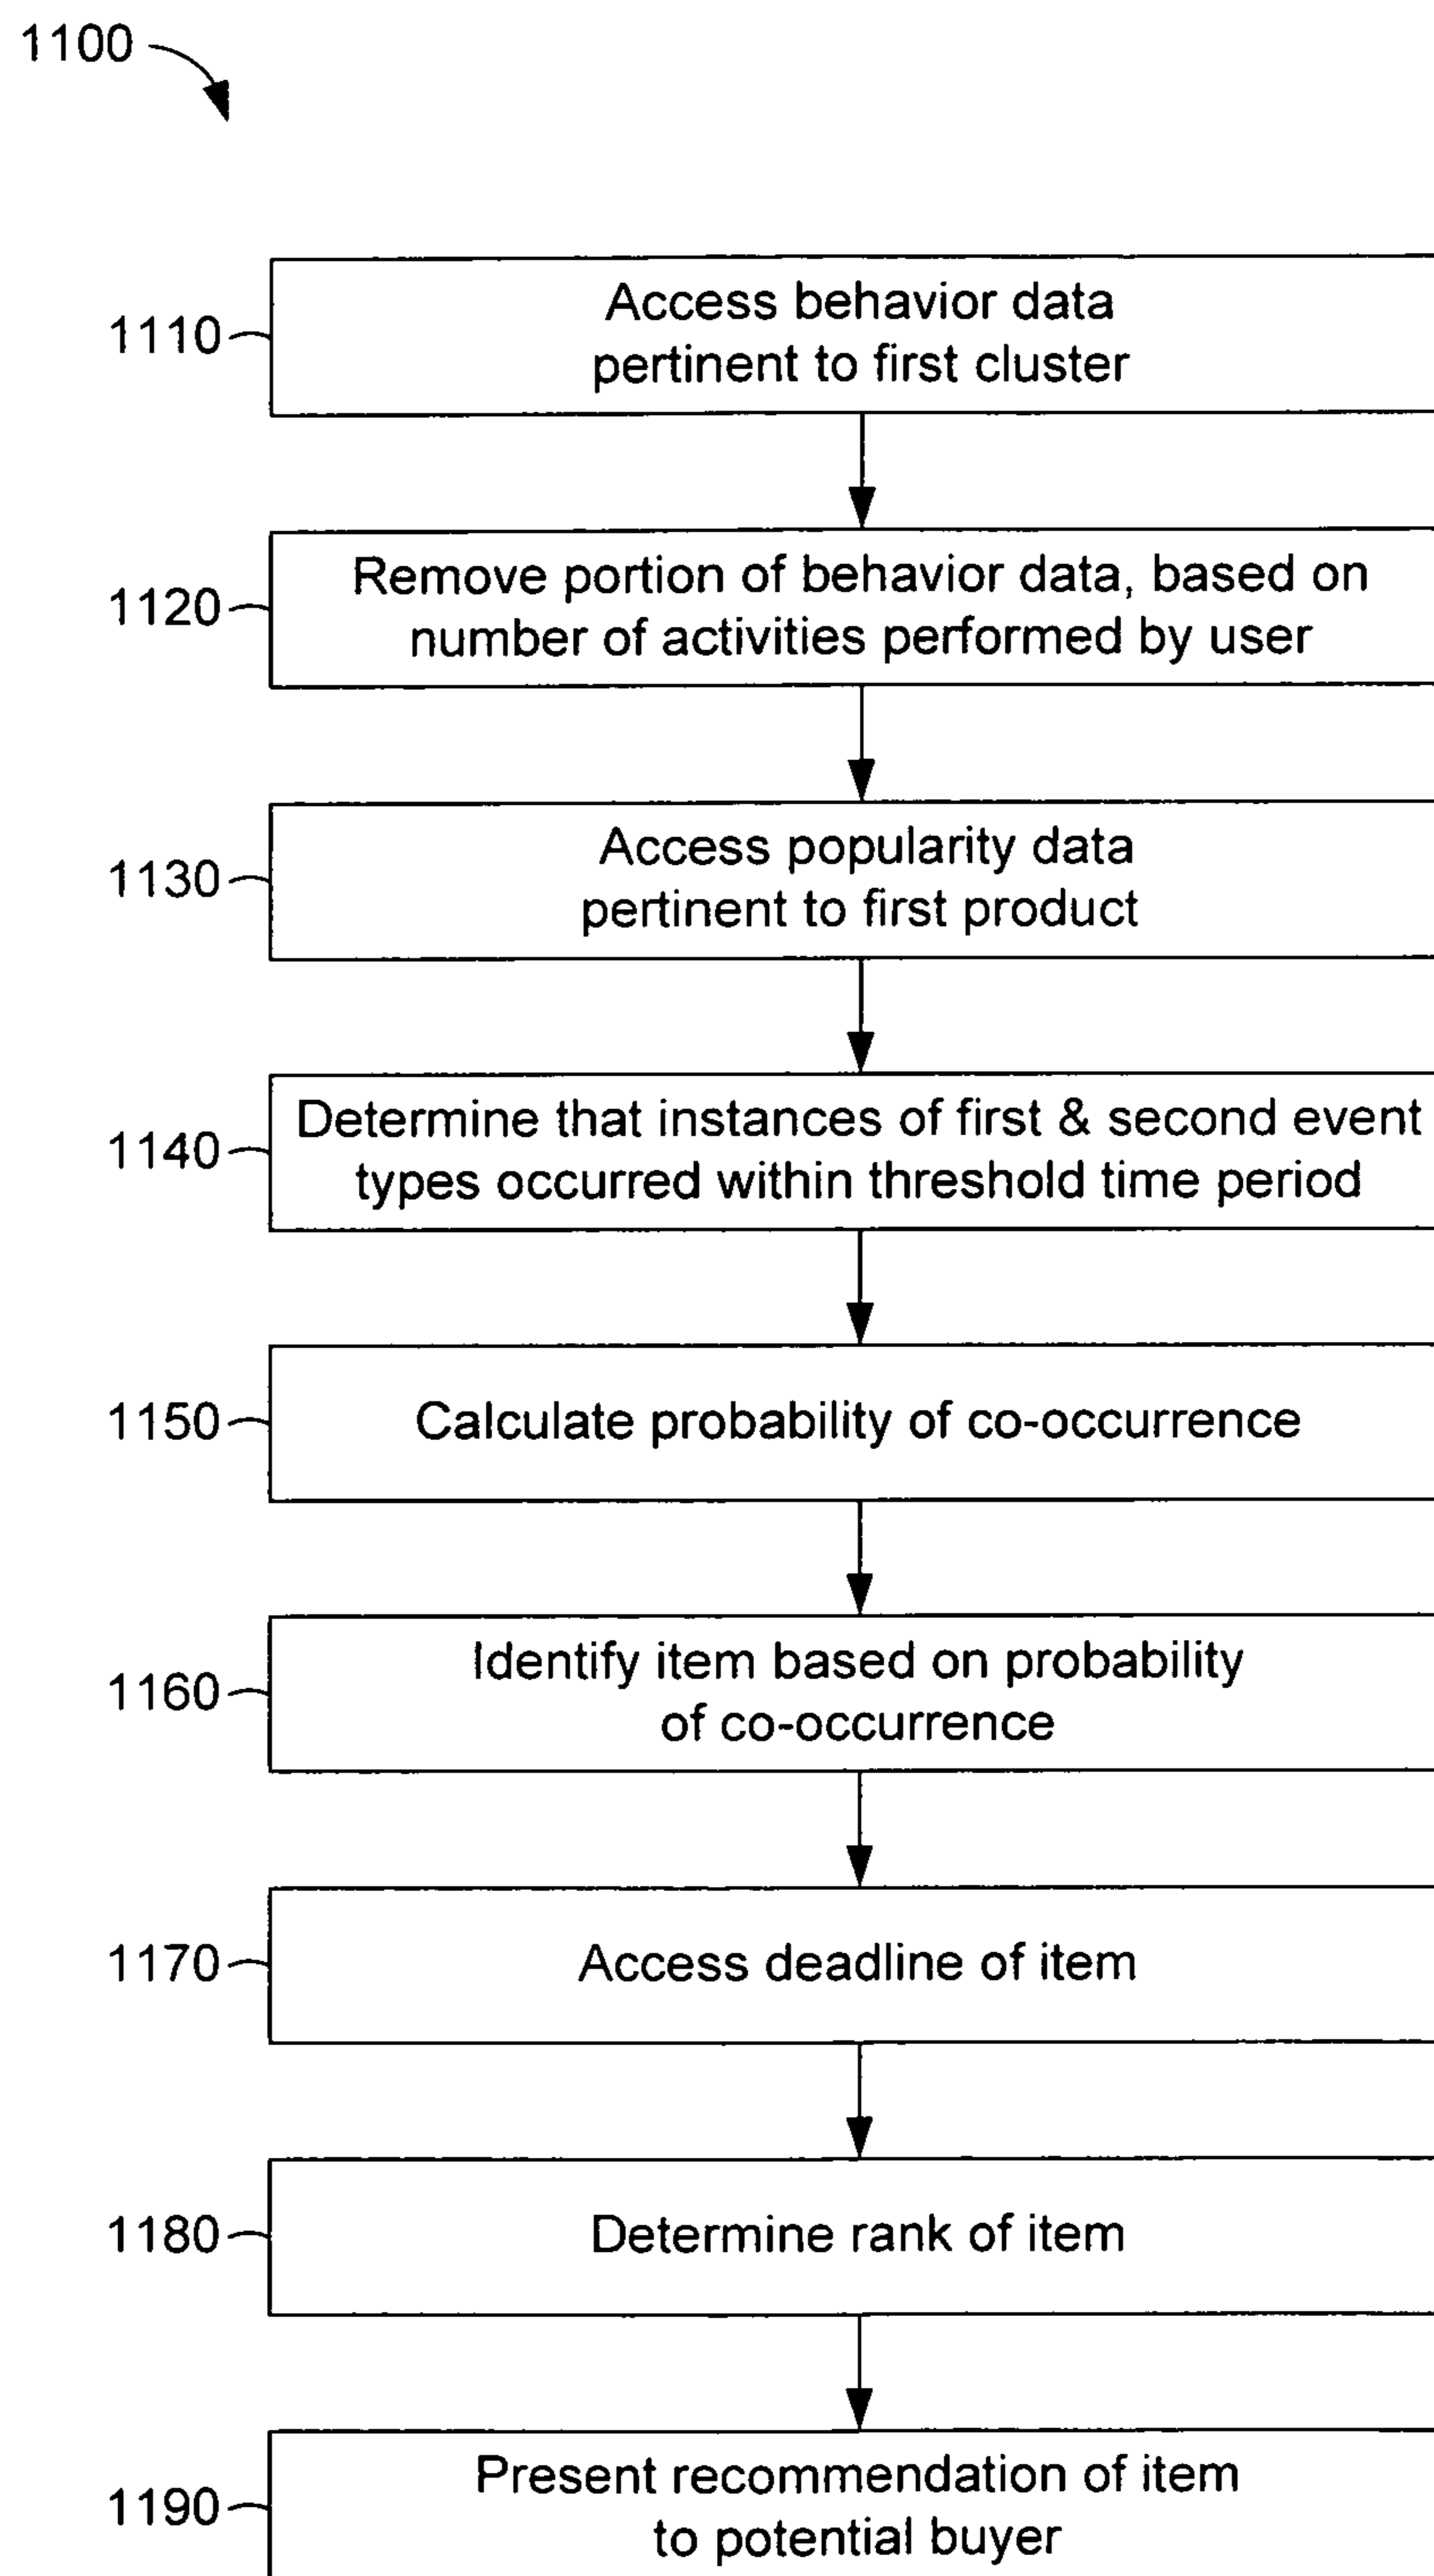 1100
1110
Access behavior data
pertinent to first cluster
1120
Remove portion of behavior data, based on
number of activities performed by user
1130
Access popularity data
pertinent to first product
1140
Determine that instances of first & second event
types occurred within threshold time period
1150
Calculate probability of co-occurrence
1160
Identify item based on probability
of co-occurrence
1170
Access deadline of item
1180
Determine rank of item
1190
Present recommendation of item
to potential buyer